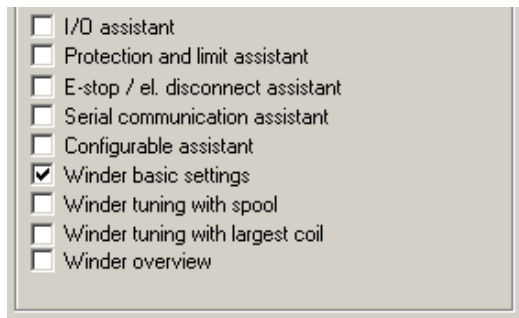 I/O assistant
Protection and limit assistant
E-stop / el. disconnect assistant
Serial communication assistant
Configurable assistant
Winder basic settings
Winder tuning with spool
Winder tuning with largest coil
Winder overview